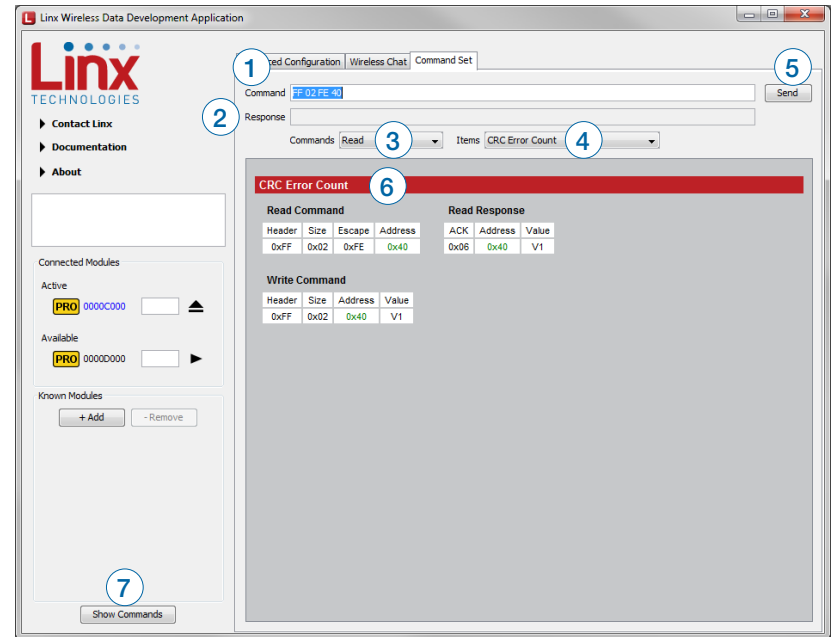 Linx Wireless Data Development Application
Linx
TECHNOLOGIES
Contact Linx
Documentation
About
Connected Modules
Active
PRO 0000C000
Available
PRO 0000D000
Known Modules
+ Add - Remove
7
Show Commands
1 Configuration Wireless Chat Command Set
5
Command FF 02 FE 40 Send
2 Response
Commands Read 3 Items CRC Error Count 4
CRC Error Count 6
Read Command Read Response
Header Size Escape Address ACK Address Value
0xFF 0x02 0xFE 0x40 0x06 0x40 V1
Write Command
Header Size Address Value
0xFF 0x02 0x40 V1